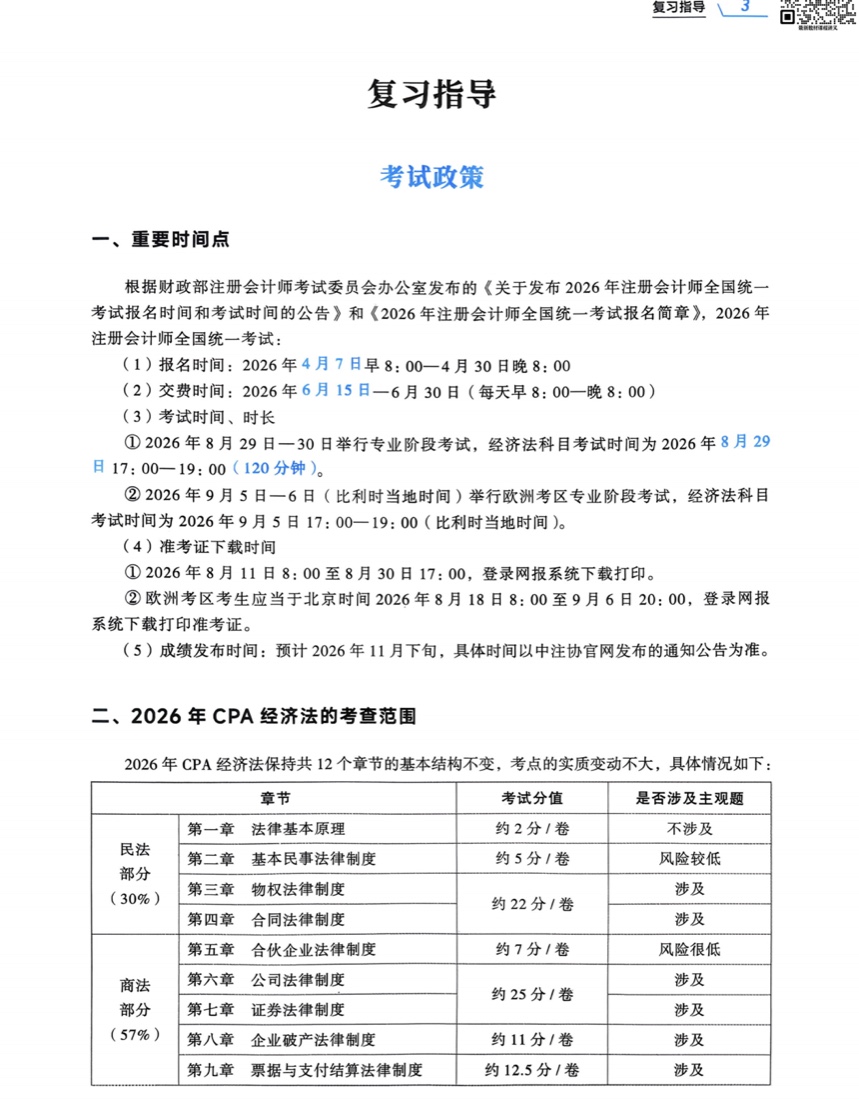 复习指导 3
复习指导
考试政策
一、重要时间点
根据财政部注册会计师考试委员会办公室发布的《关于发布 2026 年注册会计师全国统一
考试报名时间和考试时间的公告》和《2026 年注册会计师全国统一考试报名简章》，2026 年
注册会计师全国统一考试：
（1）报名时间：2026 年 4 月 7 日早 8：00—4 月 30 日晚 8：00
（2）交费时间：2026 年 6 月 15 日—6 月 30 日（每天早 8：00—晚 8：00）
（3）考试时间、时长
①2026 年 8 月 29 日—30 日举行专业阶段考试，经济法科目考试时间为 2026 年 8 月 29
日 17：00—19：00（120 分钟）。
②2026 年 9 月 5 日—6 日（比利时当地时间）举行欧洲考区专业阶段考试，经济法科目
考试时间为 2026 年 9 月 5 日 17：00—19：00（比利时当地时间）。
（4）准考证下载时间
①2026 年 8 月 11 日 8：00 至 8 月 30 日 17：00，登录网报系统下载打印。
②欧洲考区考生应当于北京时间 2026 年 8 月 18 日 8：00 至 9 月 6 日 20：00，登录网报
系统下载打印准考证。
（5）成绩发布时间：预计 2026 年 11 月下旬，具体时间以中注协官网发布的通知公告为准。
二、2026 年 CPA 经济法的考查范围
2026 年 CPA 经济法保持共 12 个章节的基本结构不变，考点的实质变动不大，具体情况如下：
章节 考试分值 是否涉及主观题
民法部分（30%） 第一章 法律基本原理 约 2 分 / 卷 不涉及
第二章 基本民事法律制度 约 5 分 / 卷 风险较低
第三章 物权法律制度 约 22 分 / 卷 涉及
第四章 合同法律制度 涉及
商法部分（57%） 第五章 合伙企业法律制度 约 7 分 / 卷 风险很低
第六章 公司法律制度 约 25 分 / 卷 涉及
第七章 证券法律制度 涉及
第八章 企业破产法律制度 约 11 分 / 卷 涉及
第九章 票据与支付结算法律制度 约 12.5 分 / 卷 涉及